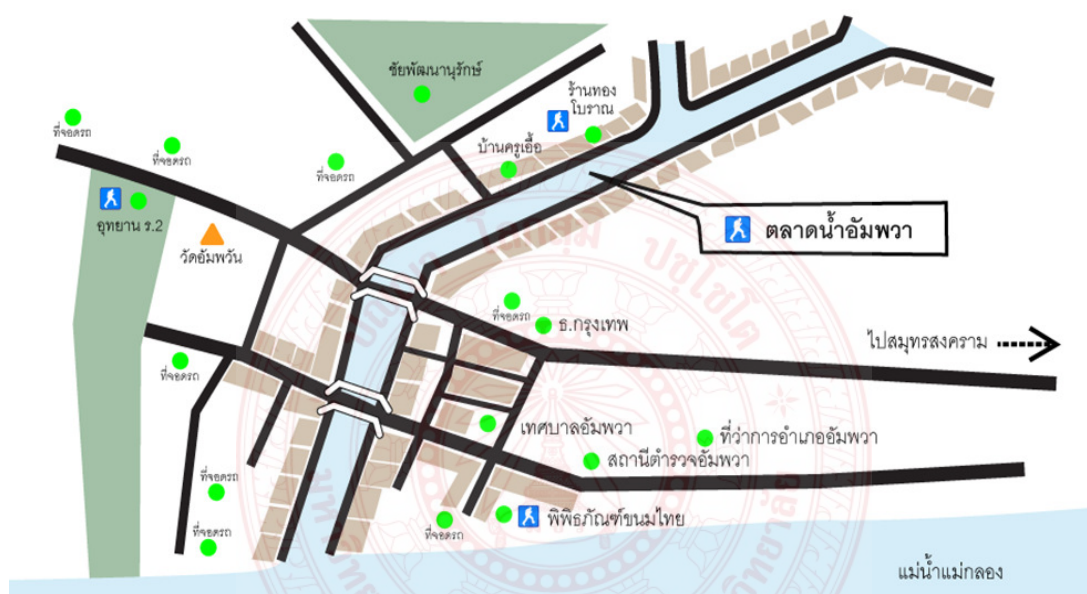 ชัยพัฒนานุรักษ์
ร้านทอง
โบราณ
ที่จอดรถ
ที่จอดรถ
ที่จอดรถ
บ้านครูเอื้อ
อุทยาน ร.2
วัดอัมพวัน
ตลาดน้ำอัมพวา
ที่จอดรถ
ธ.กรุงเทพ
ไปสมุทรสงคราม
ที่จอดรถ
เทศบาลอัมพวา
ที่ว่าการอำเภออัมพวา
สถานีตำรวจอัมพวา
ที่จอดรถ
ที่จอดรถ
ที่จอดรถ
พิพิธภัณฑ์ขนมไทย
แม่น้ำแม่กลอง